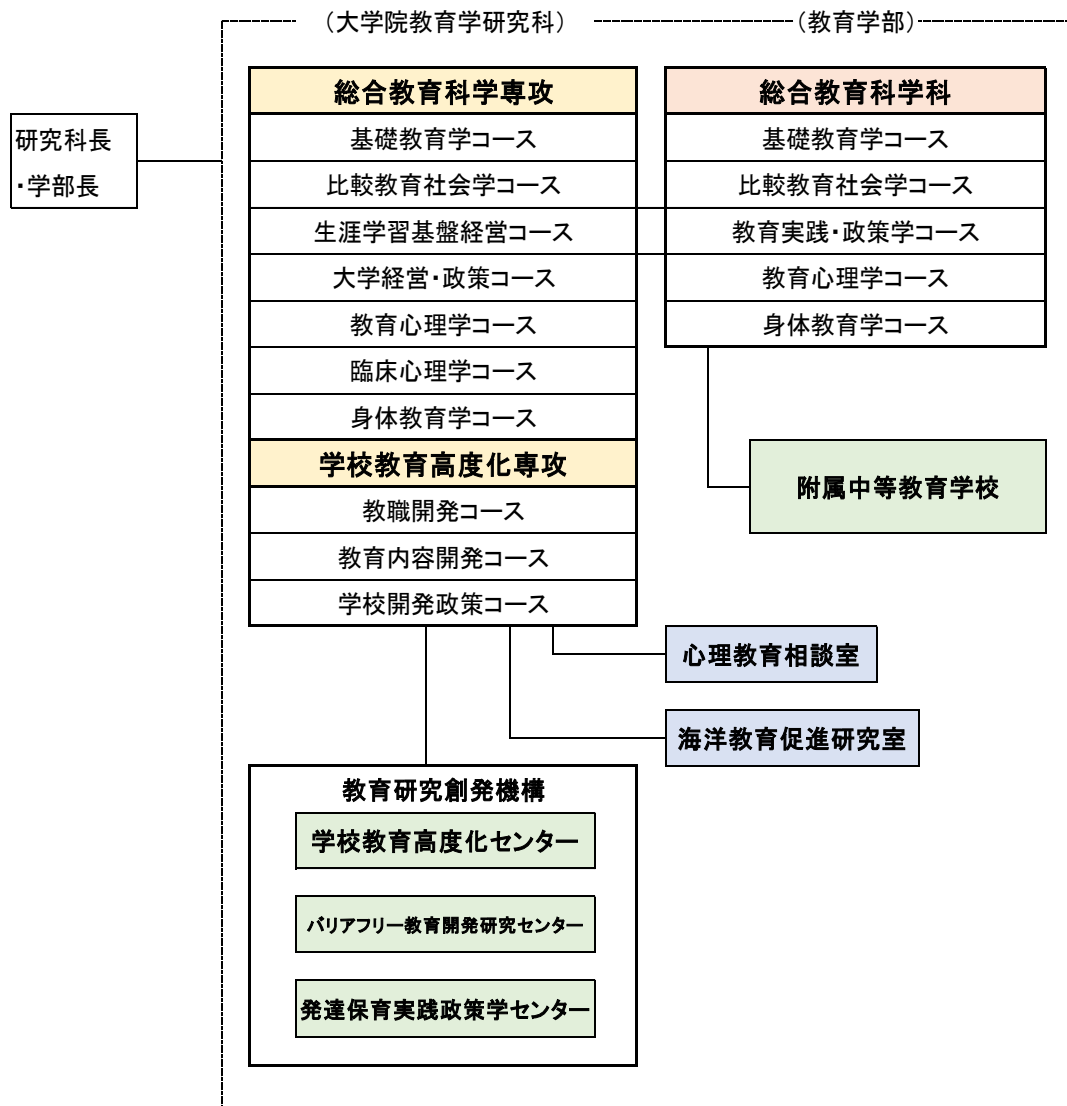 （大学院教育学研究科）
（教育学部）
研究科長
・学部長
総合教育科学専攻
基礎教育学コース
比較教育社会学コース
生涯学習基盤経営コース
大学経営・政策コース
教育心理学コース
臨床心理学コース
身体教育学コース
学校教育高度化専攻
教職開発コース
教育内容開発コース
学校開発政策コース
総合教育科学科
基礎教育学コース
比較教育社会学コース
教育実践・政策学コース
教育心理学コース
身体教育学コース
附属中等教育学校
心理教育相談室
海洋教育促進研究室
教育研究創発機構
学校教育高度化センター
バリアフリー教育開発研究センター
発達保育実践政策学センター